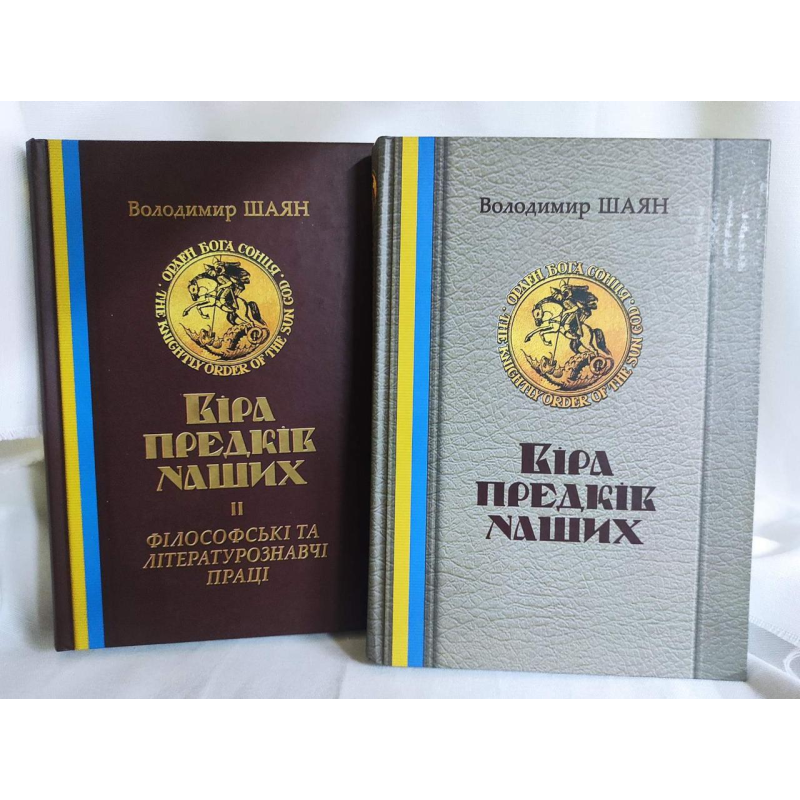 Володимир ШАЯН
· ОРДЕН БОГА СОНЦЯ ·
THE KNIGHTLY ORDER OF THE SUN GOD
Віра
предків
наших
II
ФІЛОСОФСЬКІ ТА
ЛІТЕРАТУРОЗНАВЧІ
ПРАЦІ
Володимир ШАЯН
· ОРДЕН БОГА СОНЦЯ ·
THE KNIGHTLY ORDER OF THE SUN GOD
Віра
предків
наших